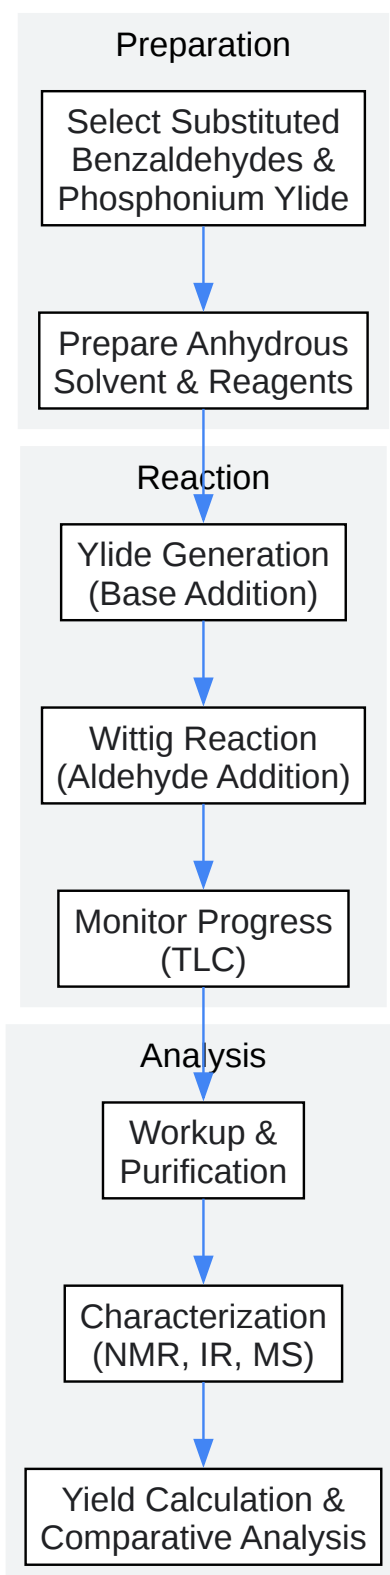 Preparation
Select Substituted
Benzaldehydes &
Phosphonium Ylide
Prepare Anhydrous
Solvent & Reagents
Reaction
Ylide Generation
(Base Addition)
Wittig Reaction
(Aldehyde Addition)
Monitor Progress
(TLC)
Analysis
Workup &
Purification
Characterization
(NMR, IR, MS)
Yield Calculation &
Comparative Analysis